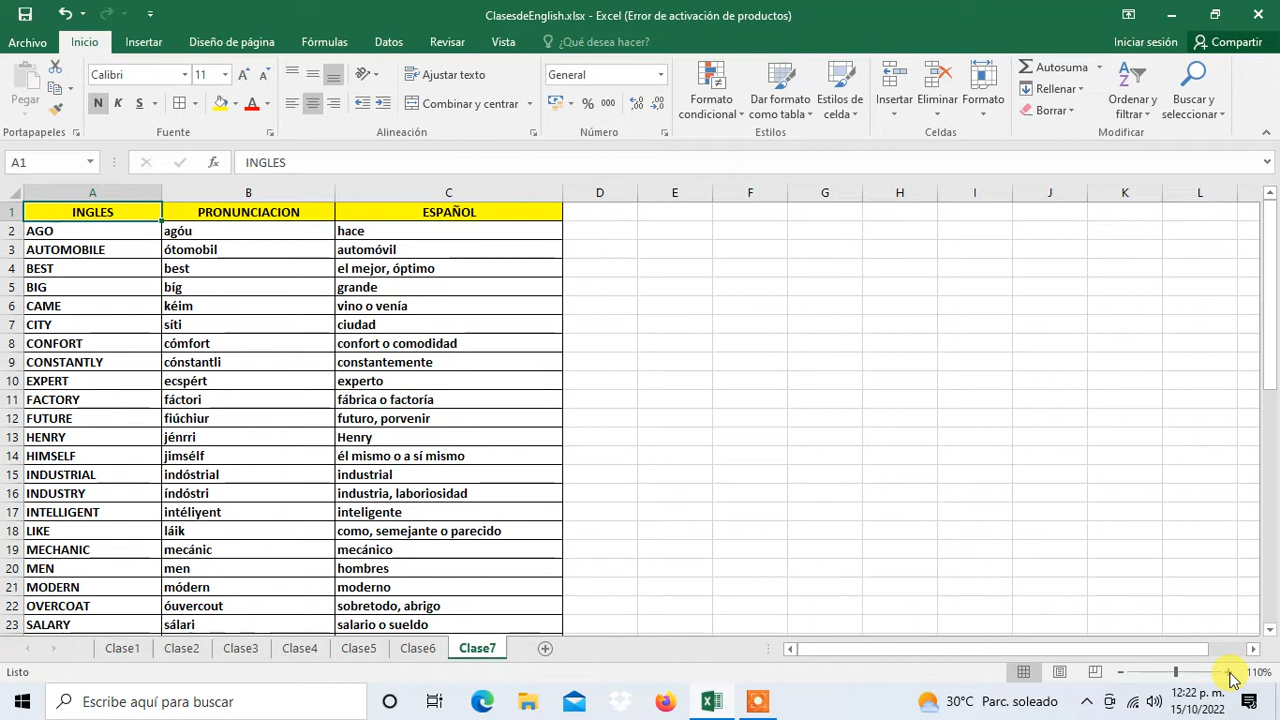 ClasesdeEnglish.xlsx - Excel (Error de activación de productos)
Archivo Inicio Insertar Diseño de página Fórmulas Datos Revisar Vista ¿Qué desea hacer? Iniciar sesión Compartir
Pegar
Calibri 11
N K S
Ajustar texto
Combinar y centrar
General
% 000
Formato condicional
Dar formato como tabla
Estilos de celda
Insertar Eliminar Formato
Autosuma
Rellenar
Borrar
Ordenar y filtrar
Buscar y seleccionar
Portapapeles Fuente Alineación Número Estilos Celdas Modificar
A1 fx INGLES
A B C D E F G H I J K L
1 INGLES PRONUNCIACION ESPAÑOL
2 AGO agóu hace
3 AUTOMOBILE ótomobil automóvil
4 BEST best el mejor, óptimo
5 BIG bíg grande
6 CAME kéim vino o venía
7 CITY síti ciudad
8 CONFORT cómfort confort o comodidad
9 CONSTANTLY cónstantli constantemente
10 EXPERT ecspért experto
11 FACTORY fáctori fábrica o factoría
12 FUTURE fiúchiur futuro, porvenir
13 HENRY jénrri Henry
14 HIMSELF jimsélf él mismo o a sí mismo
15 INDUSTRIAL indóstrial industrial
16 INDUSTRY índóstri industria, laboriosidad
17 INTELLIGENT intéliyent inteligente
18 LIKE láik como, semejante o parecido
19 MECHANIC mecánic mecánico
20 MEN men hombres
21 MODERN módern moderno
22 OVERCOAT óuvercout sobretodo, abrigo
23 SALARY sálari salario o sueldo
Clase1 Clase2 Clase3 Clase4 Clase5 Clase6 Clase7
Listo 110%
Escribe aquí para buscar
30°C Parc. soleado
12:22 p. m.
15/10/2022